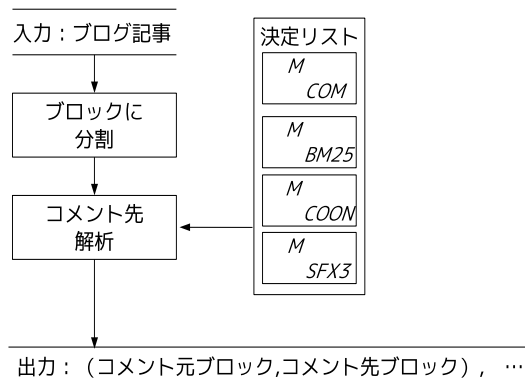 入力：ブログ記事
ブロックに
分割
コメント先
解析
決定リスト
M
COM
M
BM25
M
COON
M
SFX3
出力：（コメント元ブロック,コメント先ブロック）, …